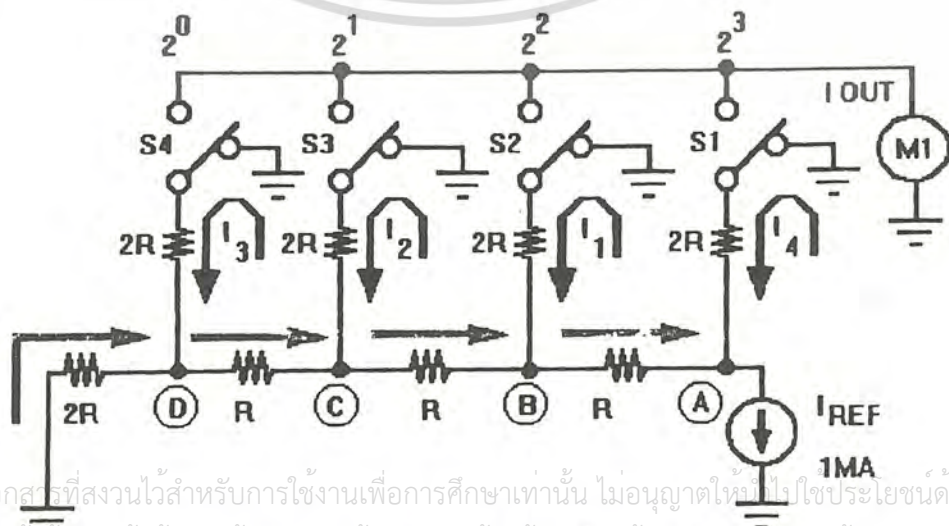 2⁰ 2¹ 2² 2³
I OUT
S4 S3 S2 S1 M1
2R I₃ 2R I₂ 2R I₁ 2R I₄
D C B A
2R R R R
I REF
1MA
สารที่สงวนไว้สำหรับการใช้งานเพื่อการศึกษาเท่านั้น ไม่อนุญาตให้นำไปใช้ประโยชน์ด้